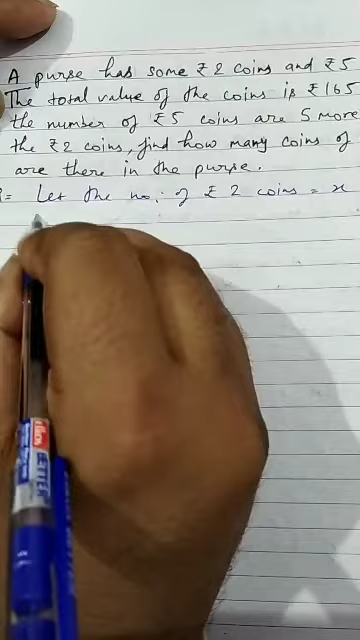 A purse has some ₹ 2 coins and ₹ 5
The total value of the coins is ₹ 165
the number of ₹ 5 coins are 5 more
the ₹ 2 coins, find how many coins of
are there in the purse.
Let the no. of ₹ 2 coins = x
BETTER